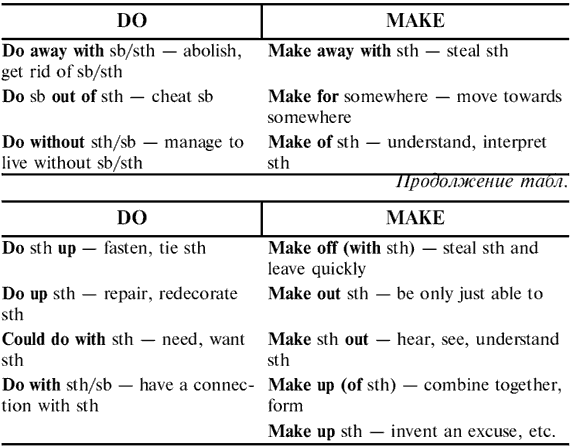 DO MAKE
Do away with sb/sth — abolish, Make away with sth — steal sth
get rid of sb/sth
Do sb out of sth — cheat sb Make for somewhere — move towards
somewhere
Do without sth/sb — manage to Make of sth — understand, interpret
live without sb/sth sth
Продолжение табл.
DO MAKE
Do sth up — fasten, tie sth Make off (with sth) — steal sth and
leave quickly
Do up sth — repair, redecorate Make out sth — be only just able to
sth
Could do with sth — need, want Make sth out — hear, see, understand
sth sth
Do with sth/sb — have a connec- Make up (of sth) — combine together,
tion with sth form
Make up sth — invent an excuse, etc.